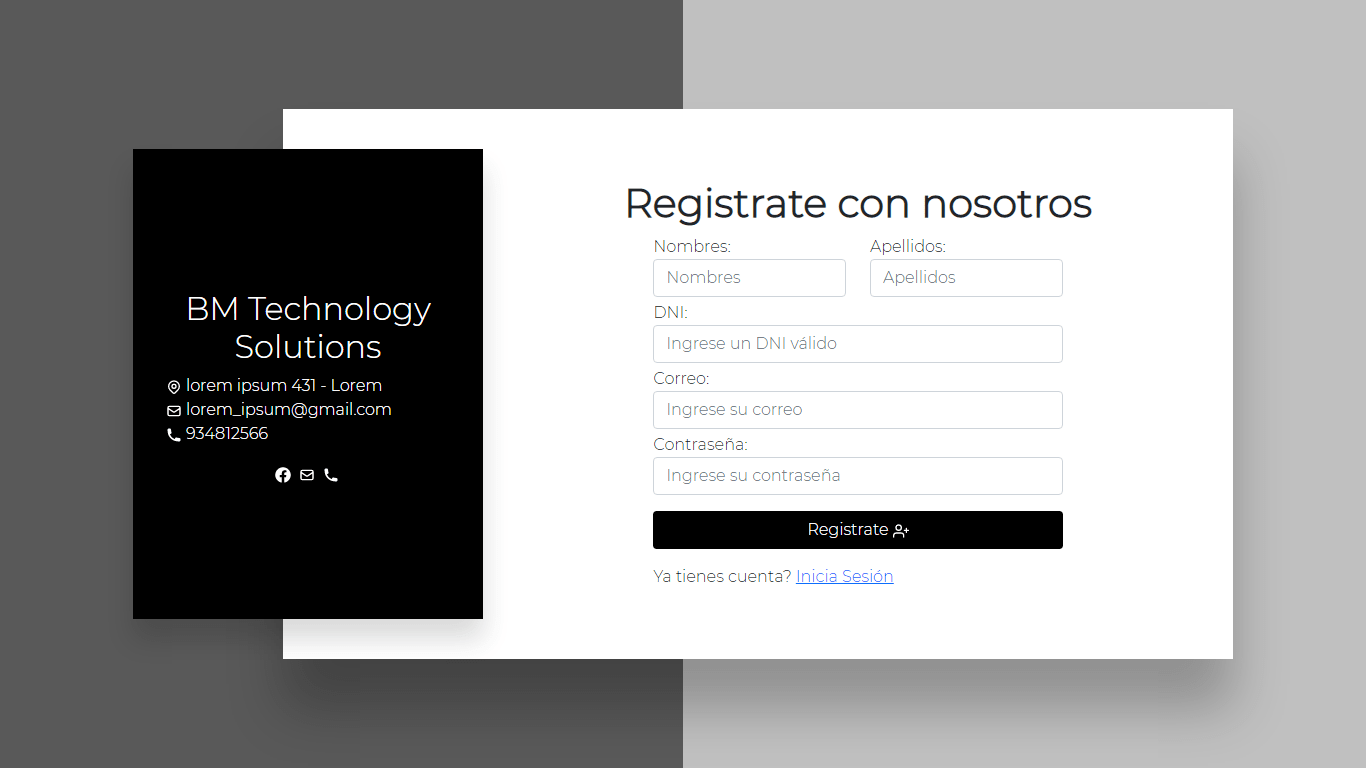 BM Technology
Solutions
lorem ipsum 431 - Lorem
lorem_ipsum@gmail.com
934812566
Registrate con nosotros
Nombres: Apellidos:
Nombres Apellidos
DNI:
Ingrese un DNI válido
Correo:
Ingrese su correo
Contraseña:
Ingrese su contraseña
Registrate
Ya tienes cuenta? Inicia Sesión